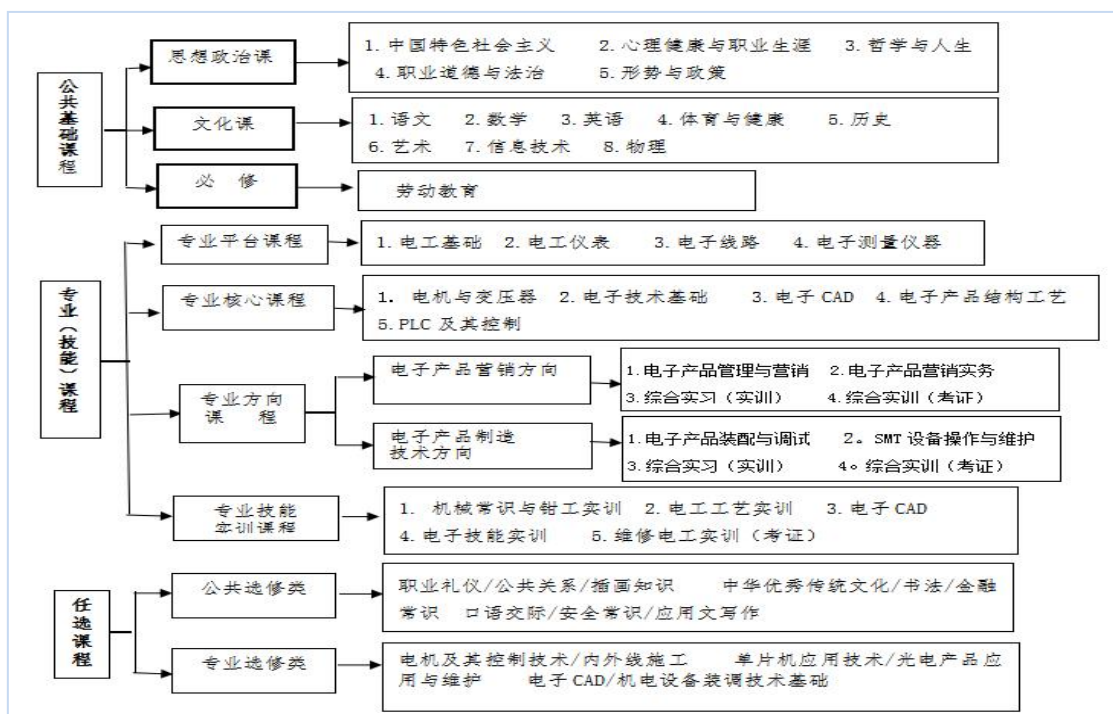 公共基础课程
思想政治课
1. 中国特色社会主义 2. 心理健康与职业生涯 3. 哲学与人生
4. 职业道德与法治 5. 形势与政策
文化课
1. 语文 2. 数学 3. 英语 4. 体育与健康 5. 历史
6. 艺术 7. 信息技术 8. 物理
必 修
劳动教育
专业（技能）课程
专业平台课程
1. 电工基础 2. 电工仪表 3. 电子线路 4. 电子测量仪器
专业核心课程
1. 电机与变压器 2. 电子技术基础 3. 电子 CAD 4. 电子产品结构工艺
5. PLC 及其控制
专业方向
课 程
电子产品营销方向
1.电子产品管理与营销 2.电子产品营销实务
3.综合实习（实训） 4.综合实训（考证）
电子产品制造
技术方向
1.电子产品装配与调试 2。SMT 设备操作与维护
3.综合实习（实训） 4。综合实训（考证）
专业技能
实训课程
1. 机械常识与钳工实训 2. 电工工艺实训 3. 电子 CAD
4. 电子技能实训 5. 维修电工实训（考证）
任选课程
公共选修类
职业礼仪/公共关系/插画知识 中华优秀传统文化/书法/金融
常识 口语交际/安全常识/应用文写作
专业选修类
电机及其控制技术/内外线施工 单片机应用技术/光电产品应
用与维护 电子 CAD/机电设备装调技术基础